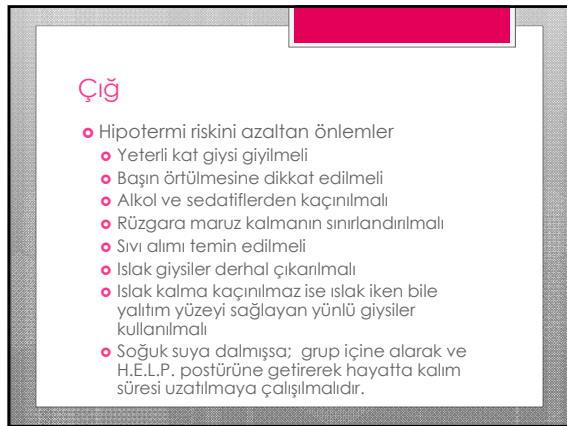 Çığ
Hipotermi riskini azaltan önlemler
Yeterli kat giysi giyilmeli
Başın örtülmesine dikkat edilmeli
Alkol ve sedatiflerden kaçınılmalı
Rüzgara maruz kalmanın sınırlandırılmalı
Sıvı alımı temin edilmeli
Islak giysiler derhal çıkarılmalı
Islak kalma kaçınılmaz ise ıslak iken bile
yalıtım yüzeyi sağlayan yünlü giysiler
kullanılmalı
Soğuk suya dalmışsa; grup içine alarak ve
H.E.L.P. postürüne getirerek hayatta kalım
süresi uzatılmaya çalışılmalıdır.